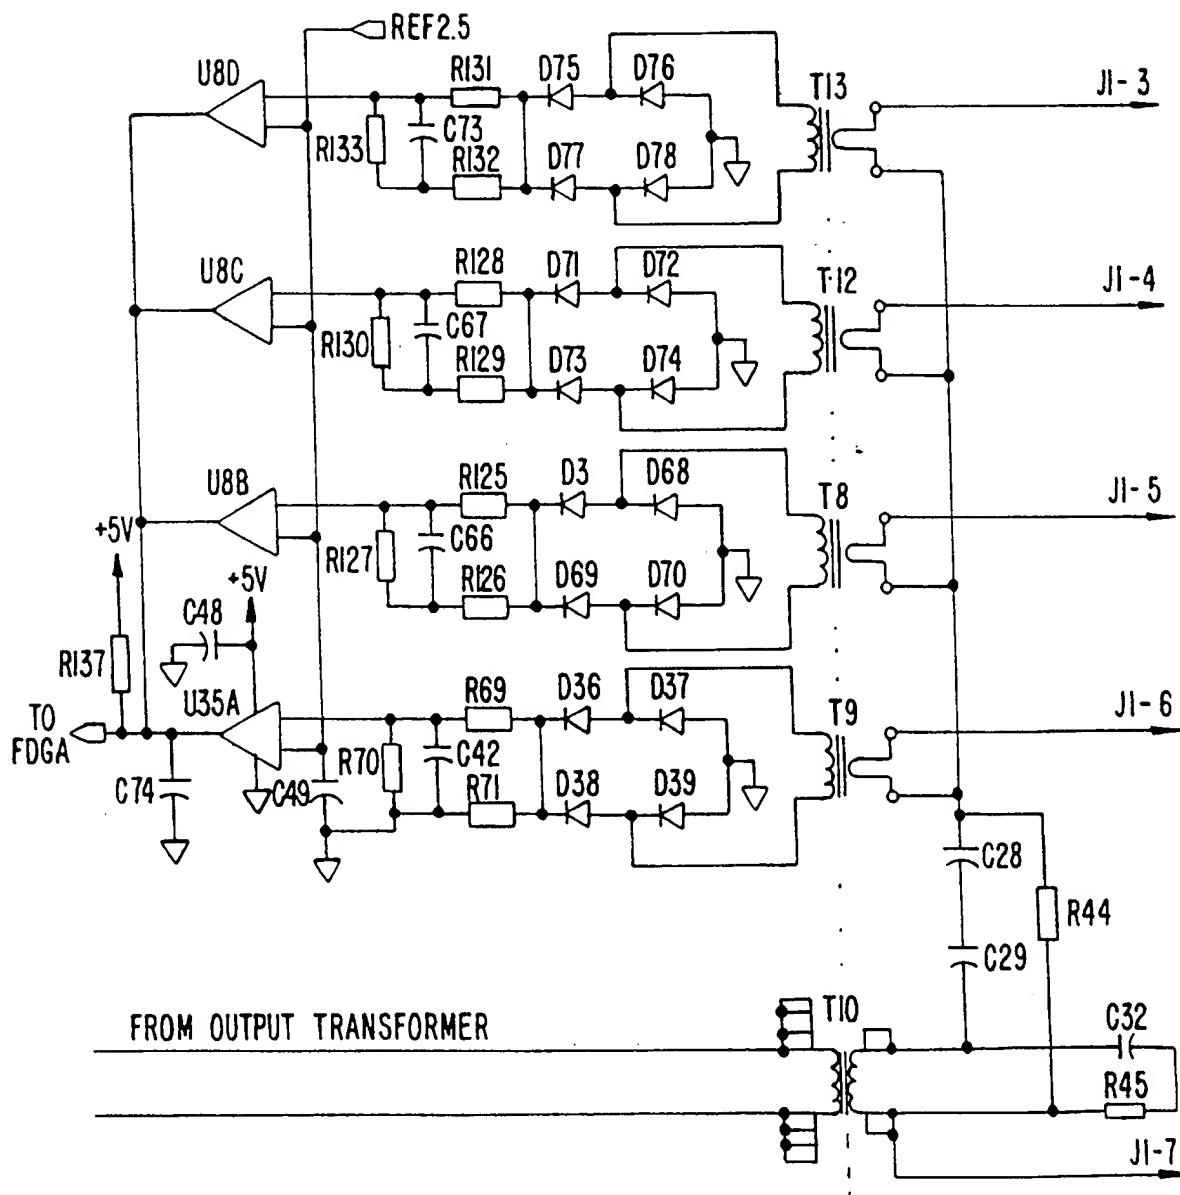 REF2.5
U8D
R131
D75
D76
T13
J1-3
R133
C73
R132
D77
D78
U8C
R128
D71
D72
T12
J1-4
R130
C67
R129
D73
D74
U8B
R125
D3
D68
T8
J1-5
+5V
R127
C66
R126
D69
D70
+5V
C48
R137
U35A
R69
D36
D37
T9
J1-6
TO
FDGA
C74
C49
R70
C42
R71
D38
D39
C28
R44
C29
FROM OUTPUT TRANSFORMER
T10
C32
R45
J1-7